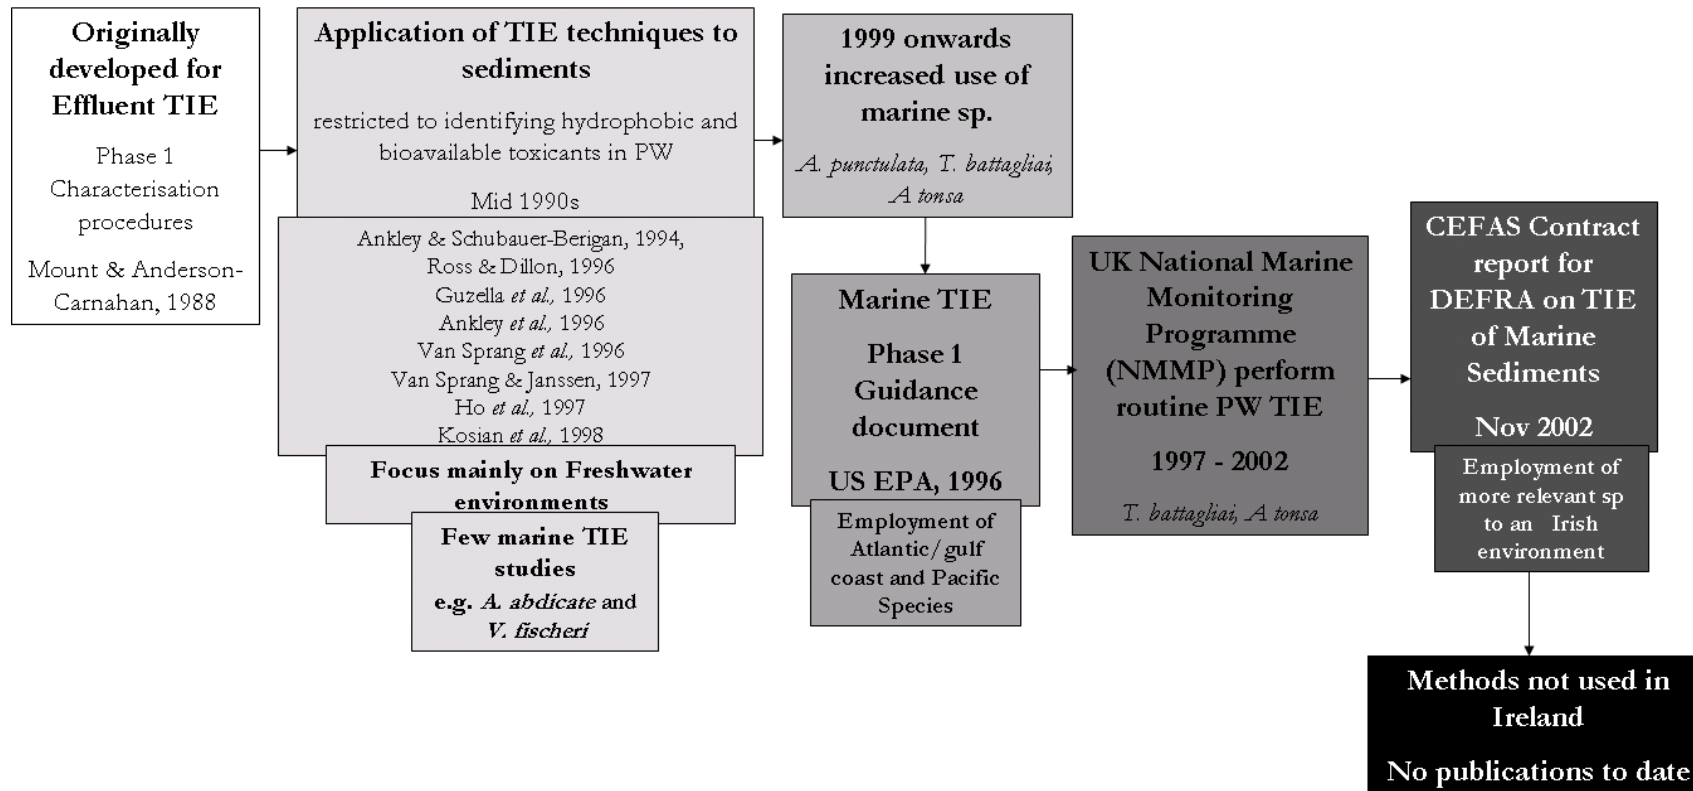 Originally
developed for
Effluent TIE
Phase 1
Characterisation
procedures
Mount & Anderson-
Carnahan, 1988
Application of TIE techniques to
sediments
restricted to identifying hydrophobic and
bioavailable toxicants in PW
Mid 1990s
Ankley & Schubauer-Berigan, 1994,
Ross & Dillon, 1996
Guzella et al., 1996
Ankley et al., 1996
Van Sprang et al., 1996
Van Sprang & Janssen, 1997
Ho et al., 1997
Kosian et al., 1998
Focus mainly on Freshwater
environments
Few marine TIE
studies
e.g. A. abdicate and
V. fischeri
1999 onwards
increased use of
marine sp.
A. punctulata, T. battagliai,
A tonsa
Marine TIE
Phase 1
Guidance
document
US EPA, 1996
Employment of
Atlantic/gulf
coast and Pacific
Species
UK National Marine
Monitoring
Programme
(NMMP) perform
routine PW TIE
1997 - 2002
T. battagliai, A tonsa
CEFAS Contract
report for
DEFRA on TIE
of Marine
Sediments
Nov 2002
Employment of
more relevant sp
to an Irish
environment
Methods not used in
Ireland
No publications to date